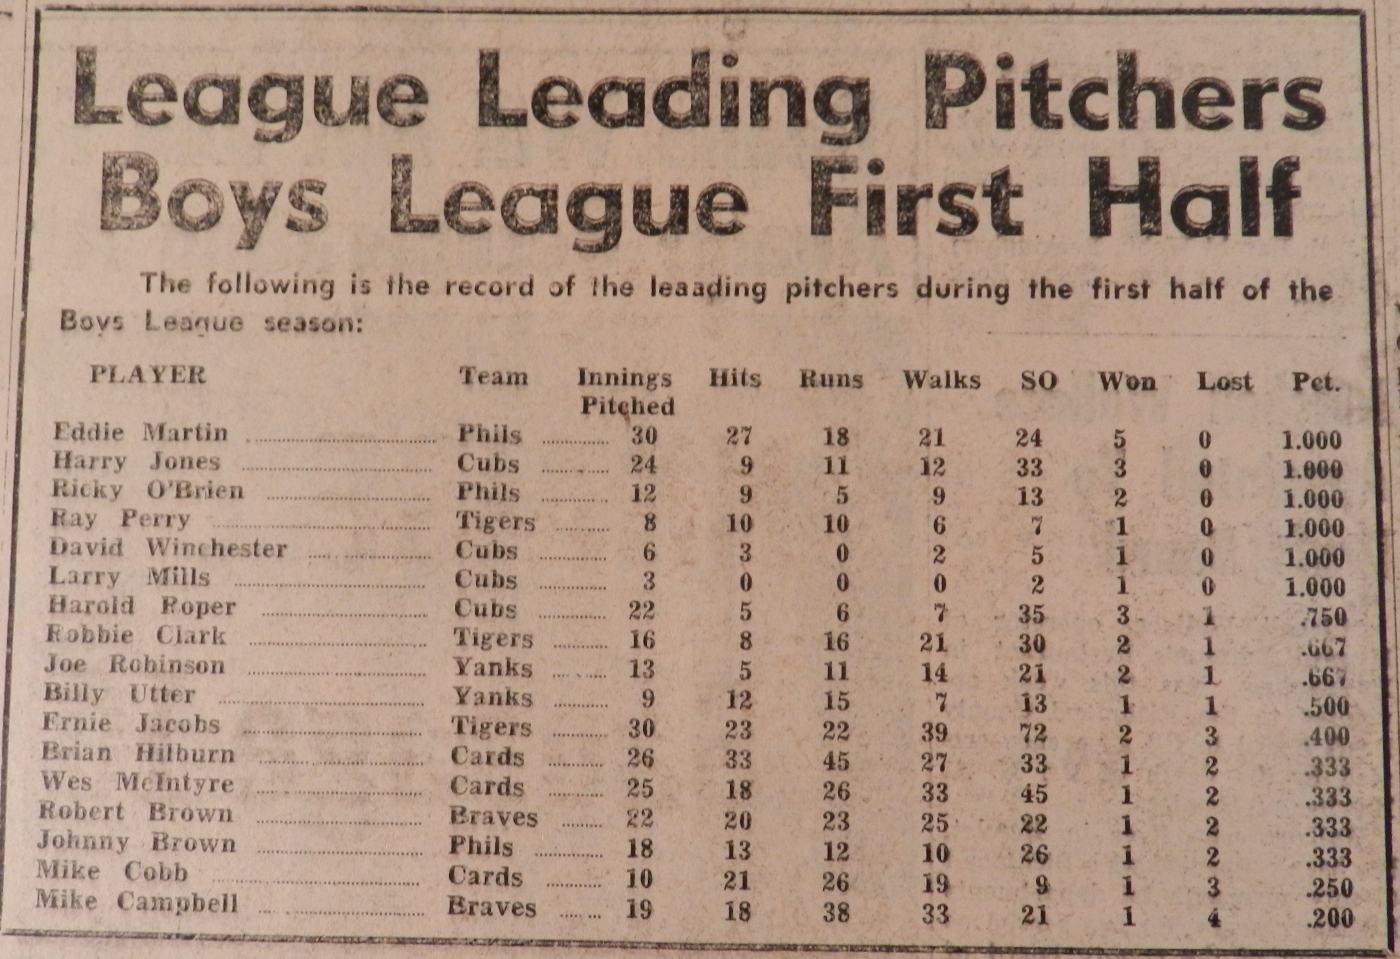 League Leading Pitchers
Boys League First Half
The following is the record of the leaading pitchers during the first half of the
Boys League season:
PLAYER Team Innings Pitched Hits Runs Walks SO Won Lost Pct.
Eddie Martin Phils 30 27 18 21 24 5 0 1.000
Harry Jones Cubs 24 9 11 12 33 3 0 1.000
Ricky O'Brien Phils 12 9 5 9 13 2 0 1.000
Ray Perry Tigers 8 10 10 6 7 1 0 1.000
David Winchester Cubs 6 3 0 2 5 1 0 1.000
Larry Mills Cubs 3 0 0 0 2 1 0 1.000
Harold Roper Cubs 22 5 6 7 35 3 1 .750
Robbie Clark Tigers 16 8 16 21 30 2 1 .667
Joe Robinson Yanks 13 5 11 14 21 2 1 .667
Billy Utter Yanks 9 12 15 7 13 1 1 .500
Ernie Jacobs Tigers 30 23 22 39 72 2 3 .400
Brian Hilburn Cards 26 33 45 27 33 1 2 .333
Wes McIntyre Cards 25 18 26 33 45 1 2 .333
Robert Brown Braves 22 20 23 25 22 1 2 .333
Johnny Brown Phils 18 13 12 10 26 1 2 .333
Mike Cobb Cards 10 21 26 19 9 1 3 .250
Mike Campbell Braves 19 18 38 33 21 1 4 .200